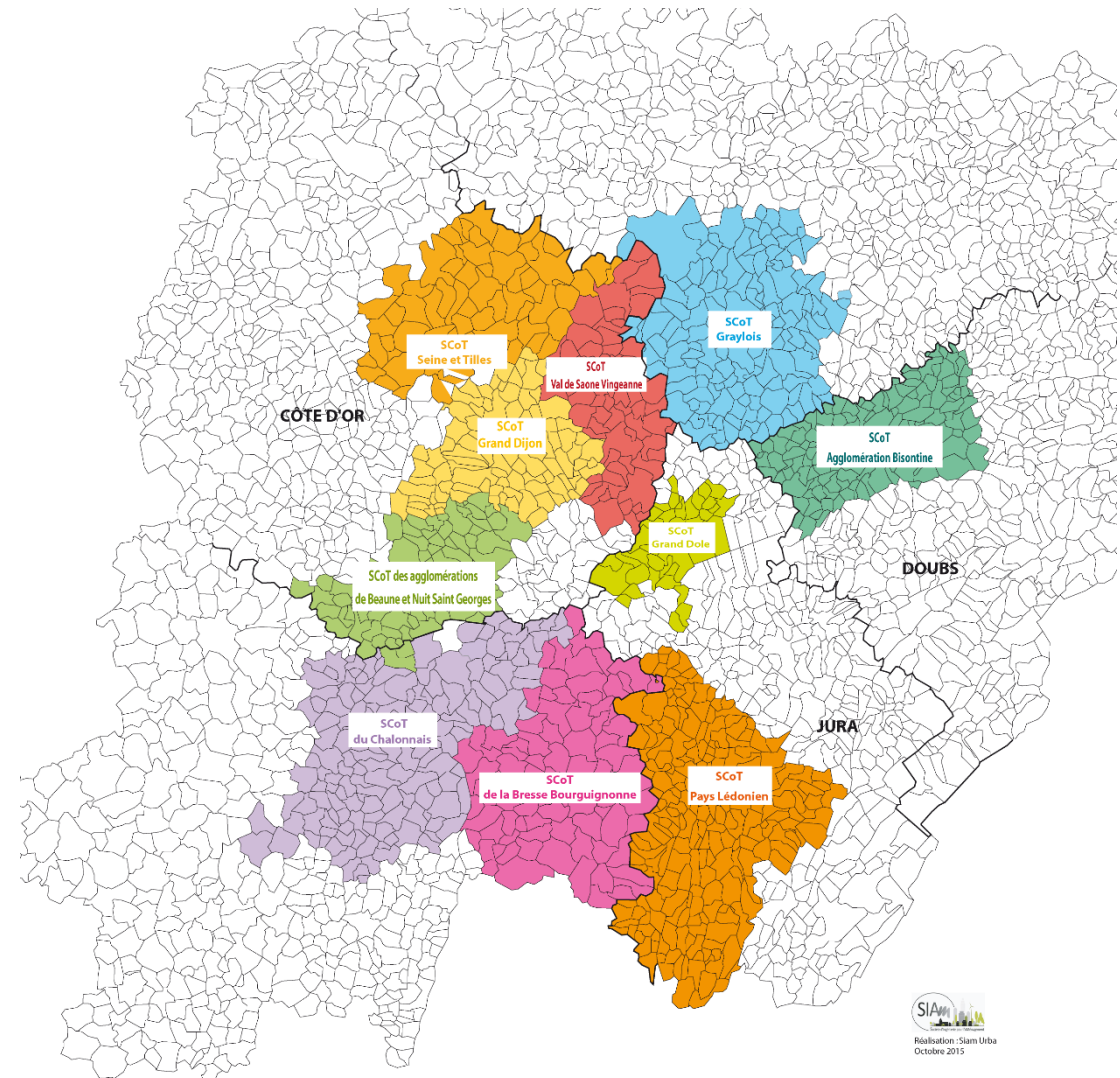 SCoT
Graylois
SCoT
Seine et Tilles
SCoT
Val de Saone Vingeanne
CÔTE D'OR
SCoT
Grand Dijon
SCoT
Agglomération Bisontine
SCoT
Grand Dole
DOUBS
SCoT des agglomérations
de Beaune et Nuit Saint Georges
SCoT
du Chalonnais
JURA
SCoT
de la Bresse Bourguignonne
SCoT
Pays Lédonien
SIAm
Réalisation : Siam Urba
Octobre 2015